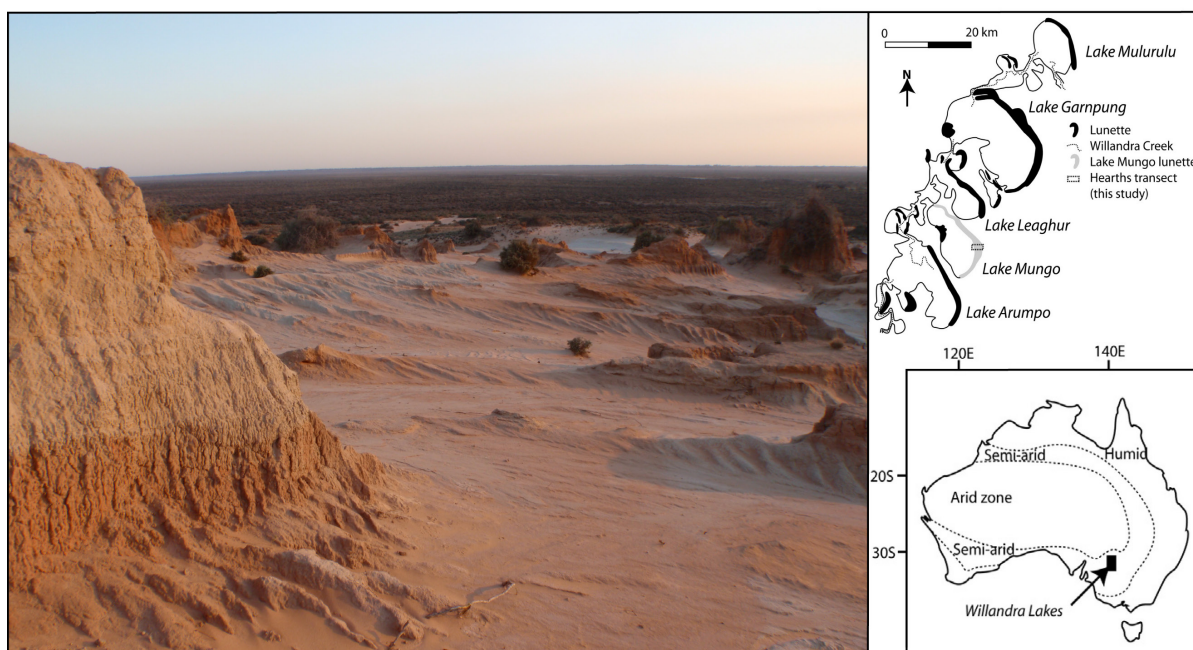 0 20 km
N
Lake Mulurulu
Lake Garnpung
Lunette
Willandra Creek
Lake Mungo lunette
Hearths transect
(this study)
Lake Leaghur
Lake Mungo
Lake Arumpo
120E 140E
Semi-arid Humid
20S
Arid zone
30S
Semi-arid
Willandra Lakes